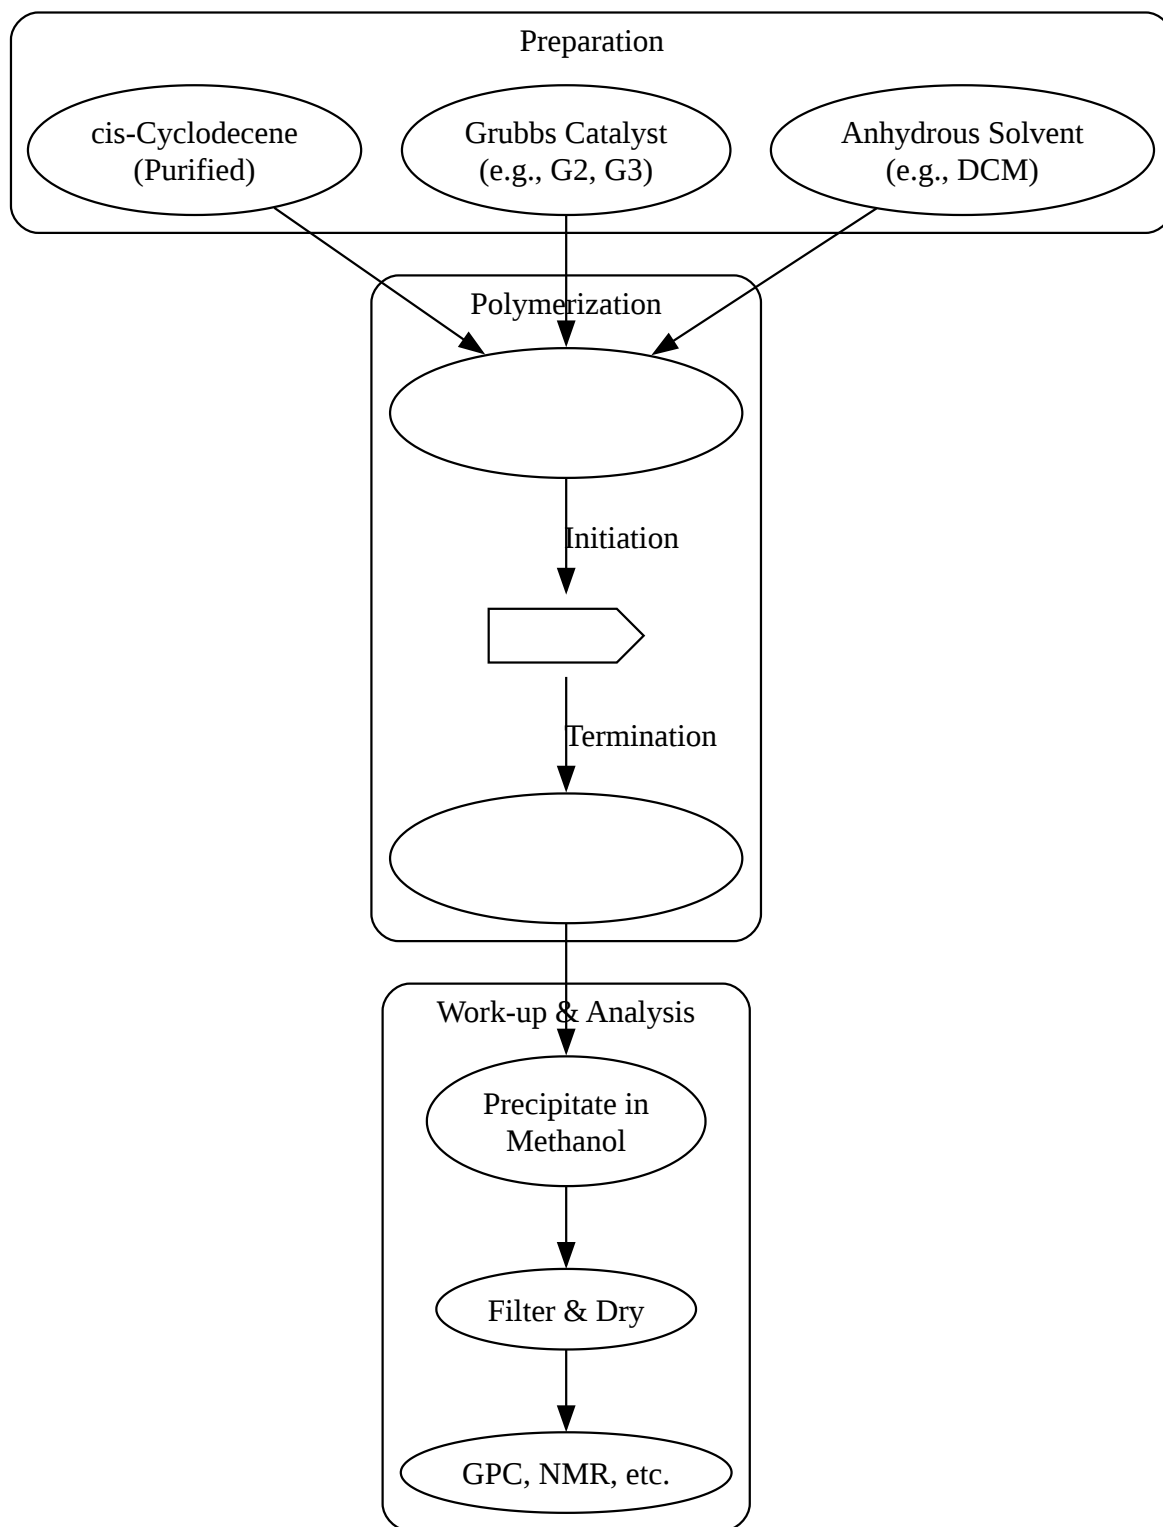 Preparation
cis-Cyclodecene
(Purified)
Grubbs Catalyst
(e.g., G2, G3)
Anhydrous Solvent
(e.g., DCM)
Polymerization
Initiation
Termination
Work-up & Analysis
Precipitate in
Methanol
Filter & Dry
GPC, NMR, etc.